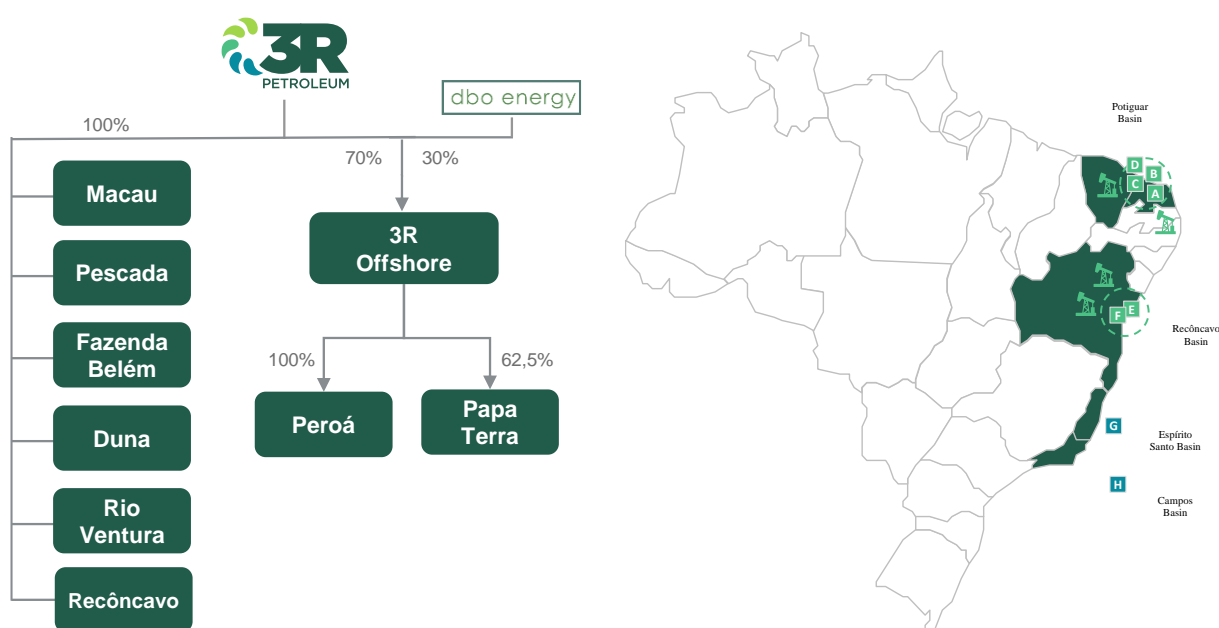 3R
PETROLEUM
dbo energy
100%
70%
30%
Macau
Pescada
Fazenda
Belém
Duna
Rio
Ventura
Recôncavo
3R
Offshore
100%
62,5%
Peroá
Papa
Terra
Potiguar
Basin
D
B
C
A
E
F
Recôncavo
Basin
G
Espírito
Santo Basin
H
Campos
Basin